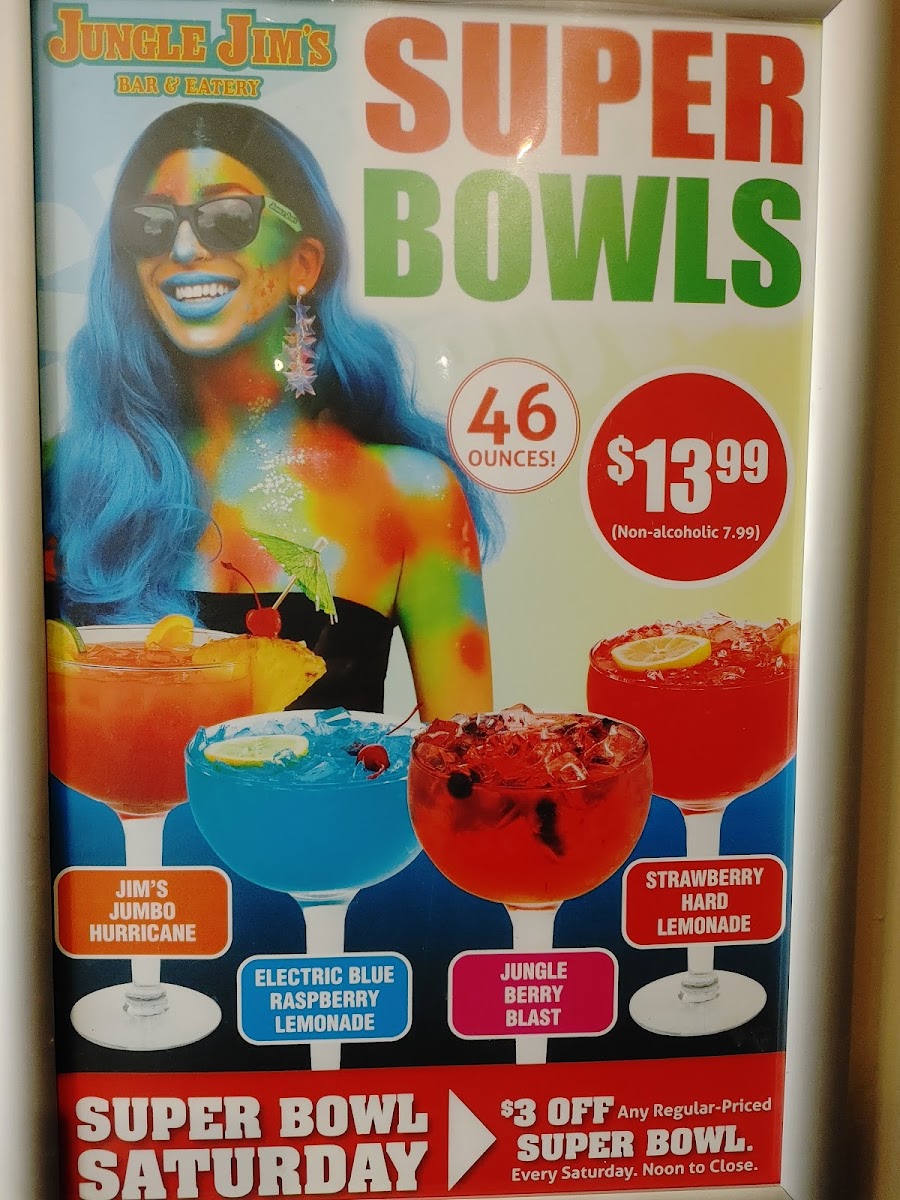 JUNGLE JIM'S
BAR & EATERY
SUPER
BOWLS
46
OUNCES!
$13.99
(Non-alcoholic 7.99)
JIM'S
JUMBO
HURRICANE
ELECTRIC BLUE
RASPBERRY
LEMONADE
JUNGLE
BERRY
BLAST
STRAWBERRY
HARD
LEMONADE
SUPER BOWL
SATURDAY
$3 OFF Any Regular-Priced
SUPER BOWL.
Every Saturday. Noon to Close.